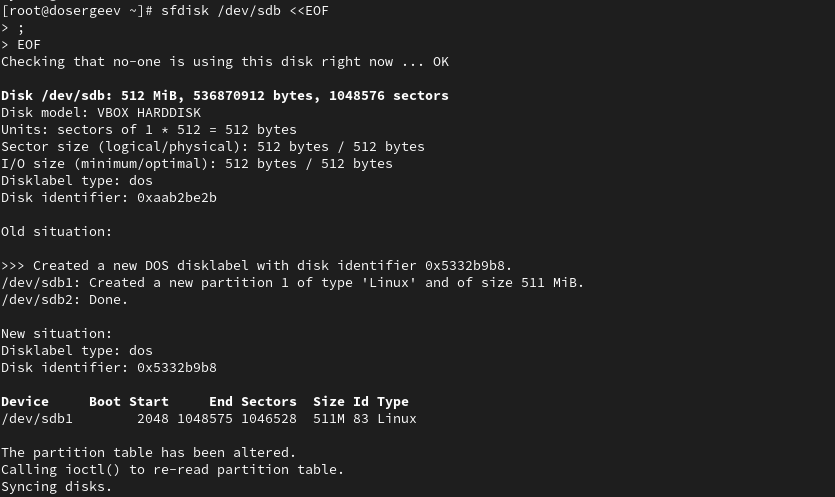 [root@dosergeev ~]# sfdisk /dev/sdb <<EOF
> ;
> EOF
Checking that no-one is using this disk right now ... OK
Disk /dev/sdb: 512 MiB, 536870912 bytes, 1048576 sectors
Disk model: VBOX HARDDISK
Units: sectors of 1 * 512 = 512 bytes
Sector size (logical/physical): 512 bytes / 512 bytes
I/O size (minimum/optimal): 512 bytes / 512 bytes
Disklabel type: dos
Disk identifier: 0xaab2be2b
Old situation:
>>> Created a new DOS disklabel with disk identifier 0x5332b9b8.
/dev/sdb1: Created a new partition 1 of type 'Linux' and of size 511 MiB.
/dev/sdb2: Done.
New situation:
Disklabel type: dos
Disk identifier: 0x5332b9b8
Device     Boot Start     End Sectors  Size Id Type
/dev/sdb1        2048 1048575 1046528  511M 83 Linux
The partition table has been altered.
Calling ioctl() to re-read partition table.
Syncing disks.